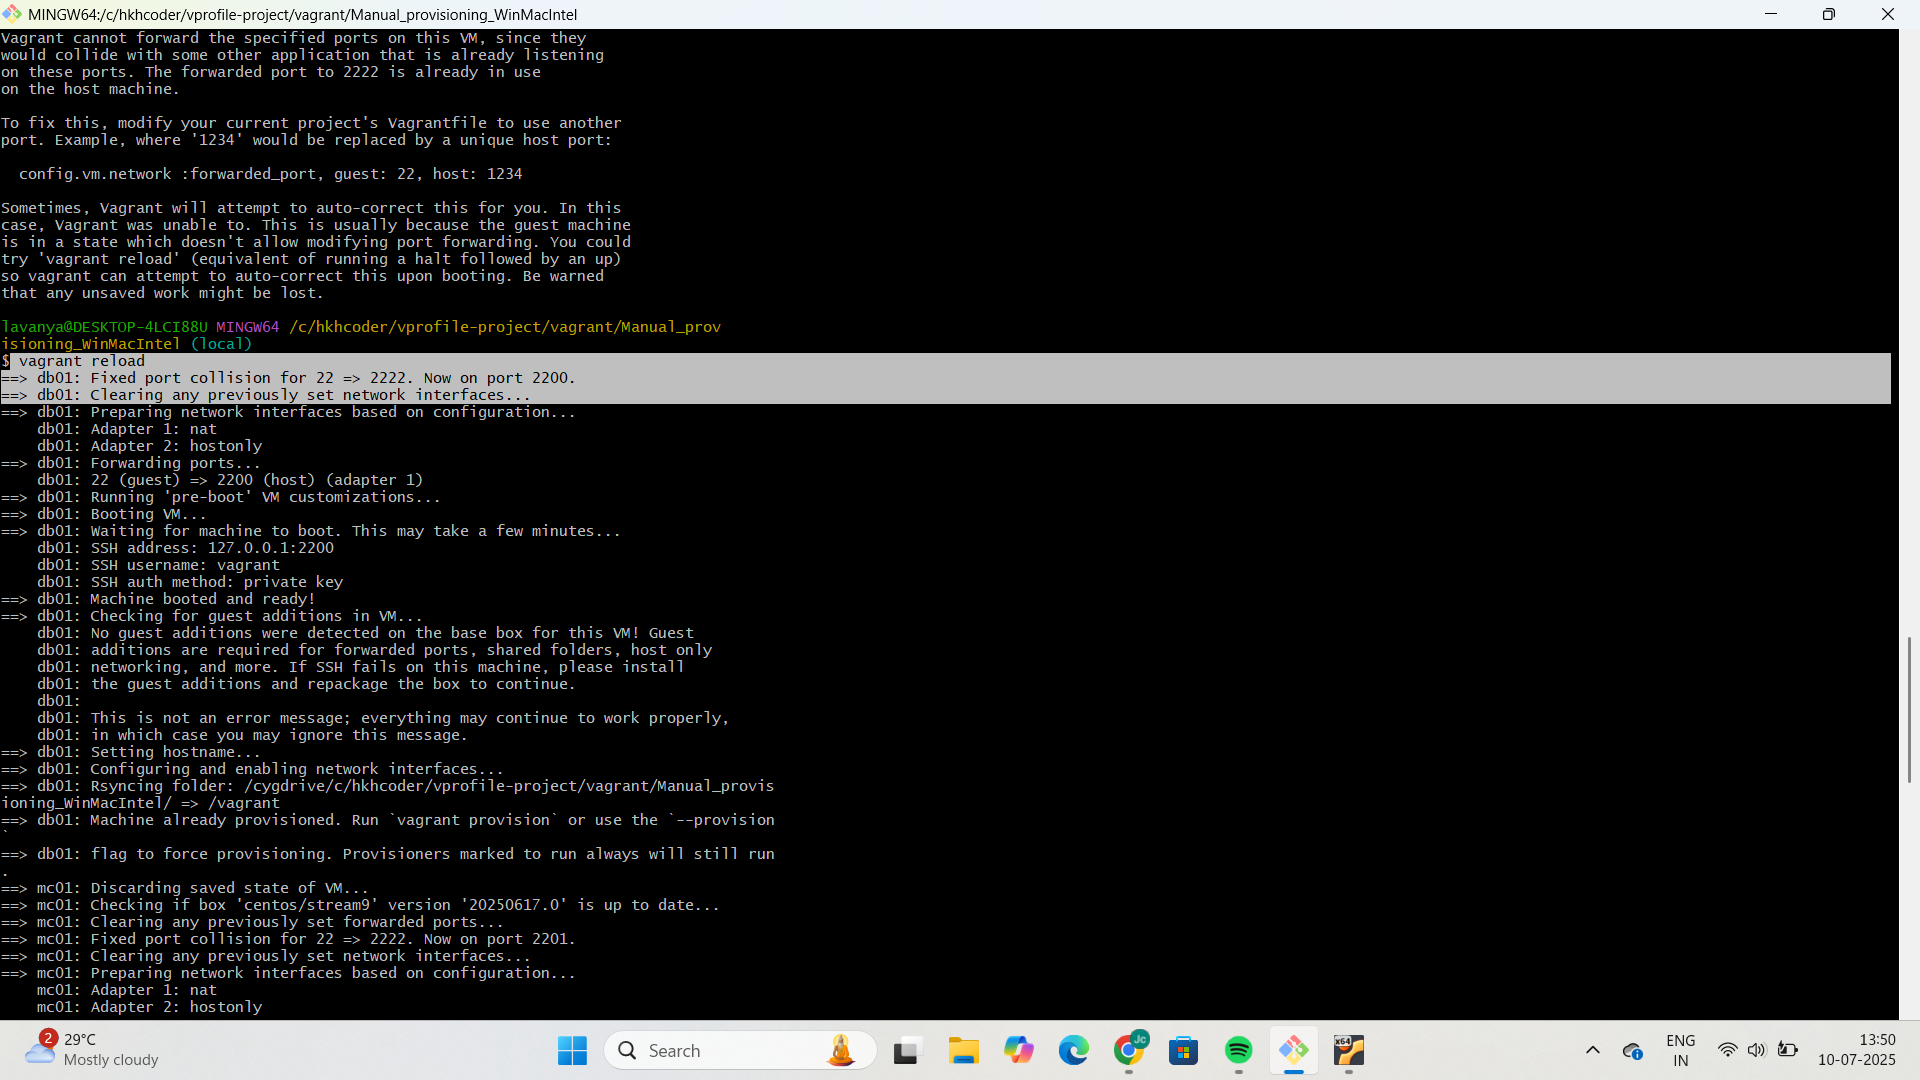 MINGW64:/c/hkhcoder/vprofile-project/vagrant/Manual_provisioning_WinMacIntel
Vagrant cannot forward the specified ports on this VM, since they
would collide with some other application that is already listening
on these ports. The forwarded port to 2222 is already in use
on the host machine.
To fix this, modify your current project's Vagrantfile to use another
port. Example, where '1234' would be replaced by a unique host port:
config.vm.network :forwarded_port, guest: 22, host: 1234
Sometimes, Vagrant will attempt to auto-correct this for you. In this
case, Vagrant was unable to. This is usually because the guest machine
is in a state which doesn't allow modifying port forwarding. You could
try 'vagrant reload' (equivalent of running a halt followed by an up)
so vagrant can attempt to auto-correct this upon booting. Be warned
that any unsaved work might be lost.
lavanya@DESKTOP-4LCI88U MINGW64 /c/hkhcoder/vprofile-project/vagrant/Manual_prov
isioning_WinMacIntel (local)
$ vagrant reload
==> db01: Fixed port collision for 22 => 2222. Now on port 2200.
==> db01: Clearing any previously set network interfaces...
==> db01: Preparing network interfaces based on configuration...
db01: Adapter 1: nat
db01: Adapter 2: hostonly
==> db01: Forwarding ports...
db01: 22 (guest) => 2200 (host) (adapter 1)
==> db01: Running 'pre-boot' VM customizations...
==> db01: Booting VM...
==> db01: Waiting for machine to boot. This may take a few minutes...
db01: SSH address: 127.0.0.1:2200
db01: SSH username: vagrant
db01: SSH auth method: private key
==> db01: Machine booted and ready!
==> db01: Checking for guest additions in VM...
db01: No guest additions were detected on the base box for this VM! Guest
db01: additions are required for forwarded ports, shared folders, host only
db01: networking, and more. If SSH fails on this machine, please install
db01: the guest additions and repackage the box to continue.
db01:
db01: This is not an error message; everything may continue to work properly,
db01: in which case you may ignore this message.
==> db01: Setting hostname...
==> db01: Configuring and enabling network interfaces...
==> db01: Rsyncing folder: /cygdrive/c/hkhcoder/vprofile-project/vagrant/Manual_provis
ioning_WinMacIntel/ => /vagrant
==> db01: Machine already provisioned. Run `vagrant provision` or use the `--provision
`
==> db01: flag to force provisioning. Provisioners marked to run always will still run
.
==> mc01: Discarding saved state of VM...
==> mc01: Checking if box 'centos/stream9' version '20250617.0' is up to date...
==> mc01: Clearing any previously set forwarded ports...
==> mc01: Fixed port collision for 22 => 2222. Now on port 2201.
==> mc01: Clearing any previously set network interfaces...
==> mc01: Preparing network interfaces based on configuration...
mc01: Adapter 1: nat
mc01: Adapter 2: hostonly
2
29°C
Mostly cloudy
Search
Jc
x64
ENG
IN
13:50
10-07-2025